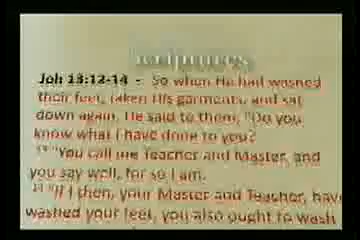 Scriptures
Joh 13:12-14 - So when He had washed
their feet, taken His garments, and sat
down again, He said to them, "Do you
know what I have done to you?
13 "You call me Teacher and Master, and
you say well, for so I am.
14 "If I then, your Master and Teacher, have
washed your feet, you also ought to wash